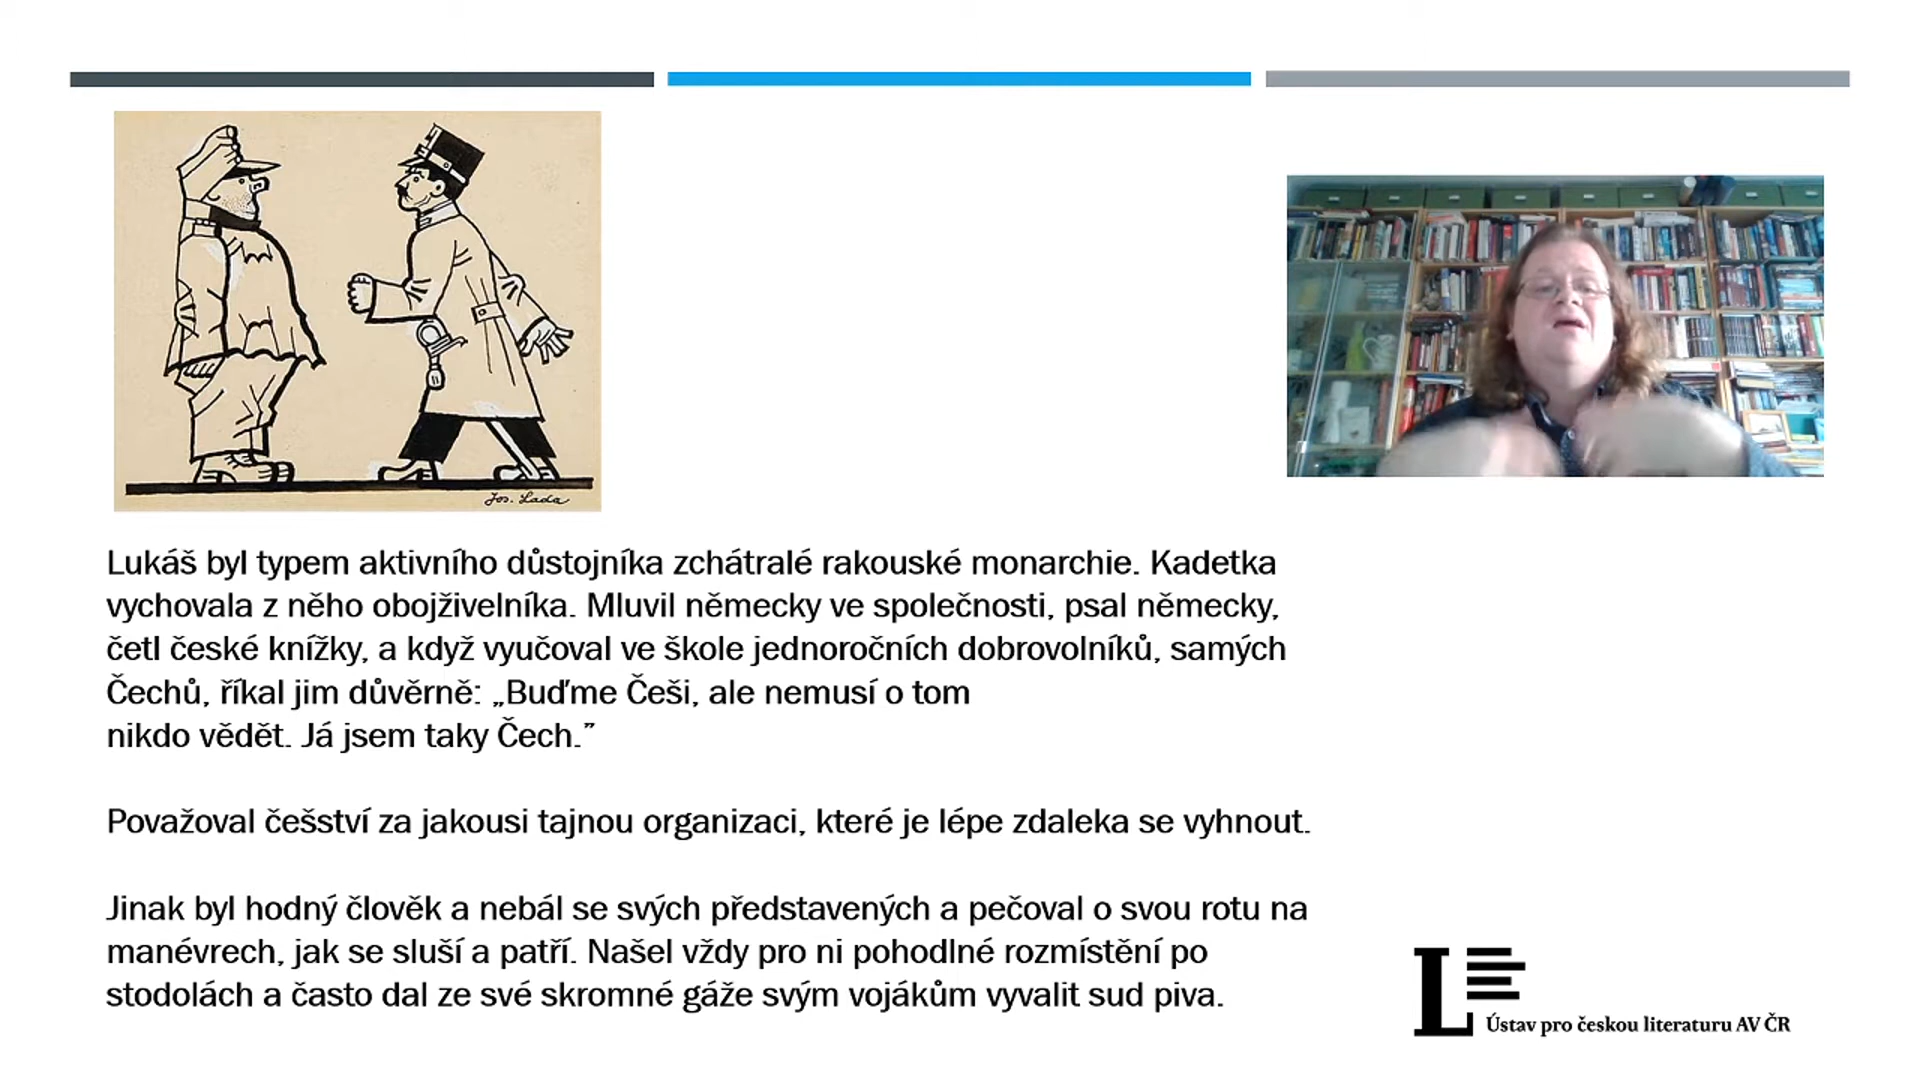 Jos. Lada
Lukáš byl typem aktivního důstojníka zchátralé rakouské monarchie. Kadetka
vychovala z něho obojživelníka. Mluvil německy ve společnosti, psal německy,
četl české knížky, a když vyučoval ve škole jednoročních dobrovolníků, samých
Čechů, říkal jim důvěrně: „Buďme Češi, ale nemusí o tom
nikdo vědět. Já jsem taky Čech.”
Považoval češství za jakousi tajnou organizaci, které je lépe zdaleka se vyhnout.
Jinak byl hodný člověk a nebál se svých představených a pečoval o svou rotu na
manévrech, jak se sluší a patří. Našel vždy pro ni pohodlné rozmístění po
stodolách a často dal ze své skromné gáže svým vojákům vyvalit sud piva.
L
Ústav pro českou literaturu AV ČR